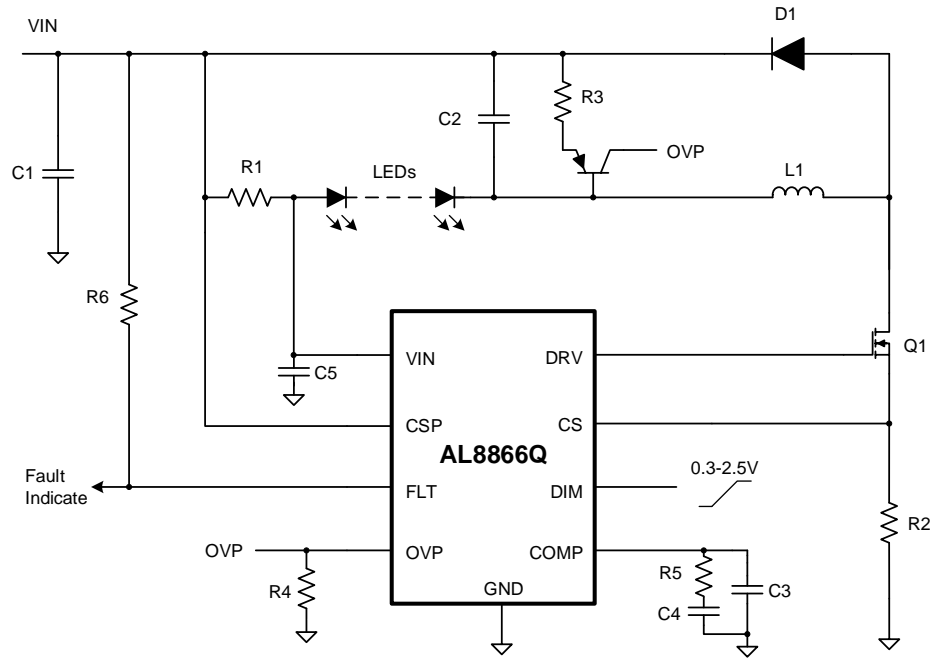 VIN
D1
R3
C2
OVP
C1
R1
LEDs
L1
R6
Q1
VIN
DRV
C5
CSP
CS
AL8866Q
0.3-2.5V
Fault
Indicate
FLT
DIM
R2
OVP
OVP
COMP
R4
GND
R5
C3
C4